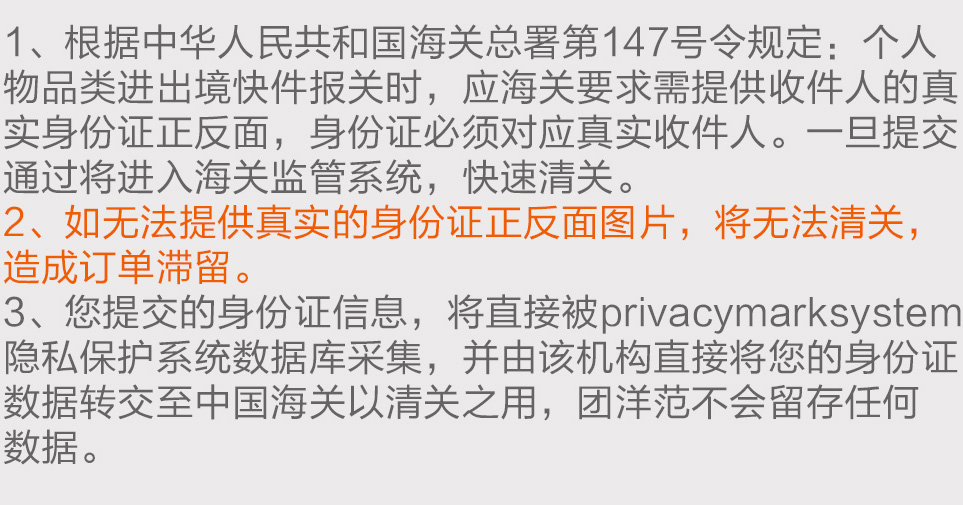 1、根据中华人民共和国海关总署第147号令规定：个人
物品类进出境快件报关时，应海关要求需提供收件人的真
实身份证正反面，身份证必须对应真实收件人。一旦提交
通过将进入海关监管系统，快速清关。
2、如无法提供真实的身份证正反面图片，将无法清关，
造成订单滞留。
3、您提交的身份证信息，将直接被privacymarksystem
隐私保护系统数据库采集，并由该机构直接将您的身份证
数据转交至中国海关以清关之用，团洋范不会留存任何
数据。